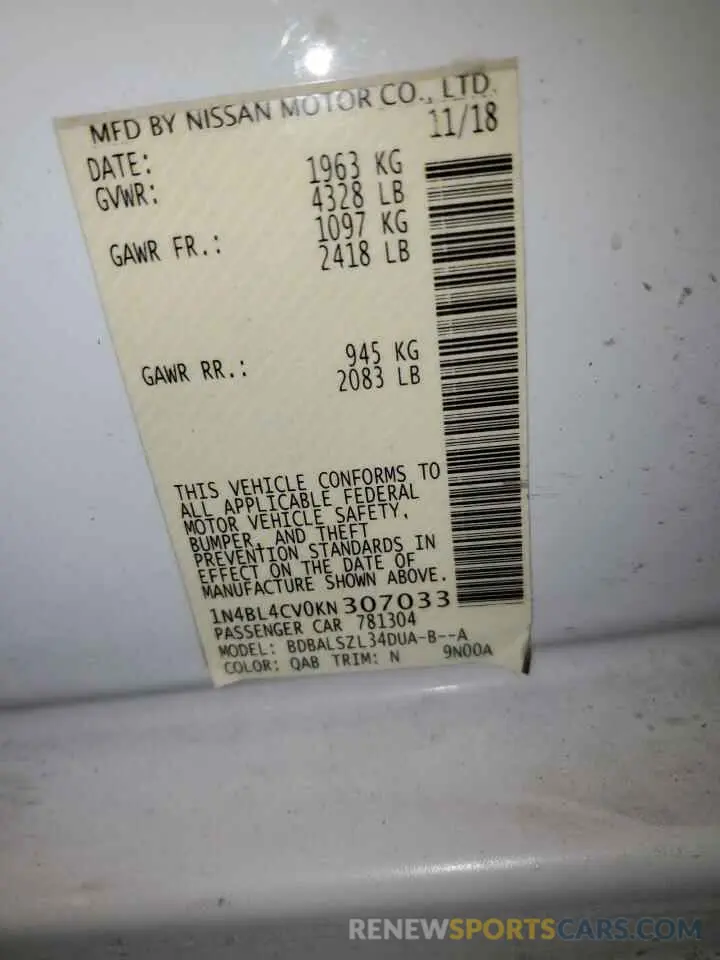 MFD BY NISSAN MOTOR CO., LTD.
DATE: 11/18
GVWR: 1963 KG
4328 LB
GAWR FR.: 1097 KG
2418 LB
GAWR RR.: 945 KG
2083 LB
THIS VEHICLE CONFORMS TO
ALL APPLICABLE FEDERAL
MOTOR VEHICLE SAFETY,
BUMPER, AND THEFT
PREVENTION STANDARDS IN
EFFECT ON THE DATE OF
MANUFACTURE SHOWN ABOVE.
1N4BL4CV0KN307033
PASSENGER CAR 781304
MODEL: BDBALSZL34DUA-B--A
COLOR: QAB TRIM: N 9N00A
RENEWSPORTSCARS.COM